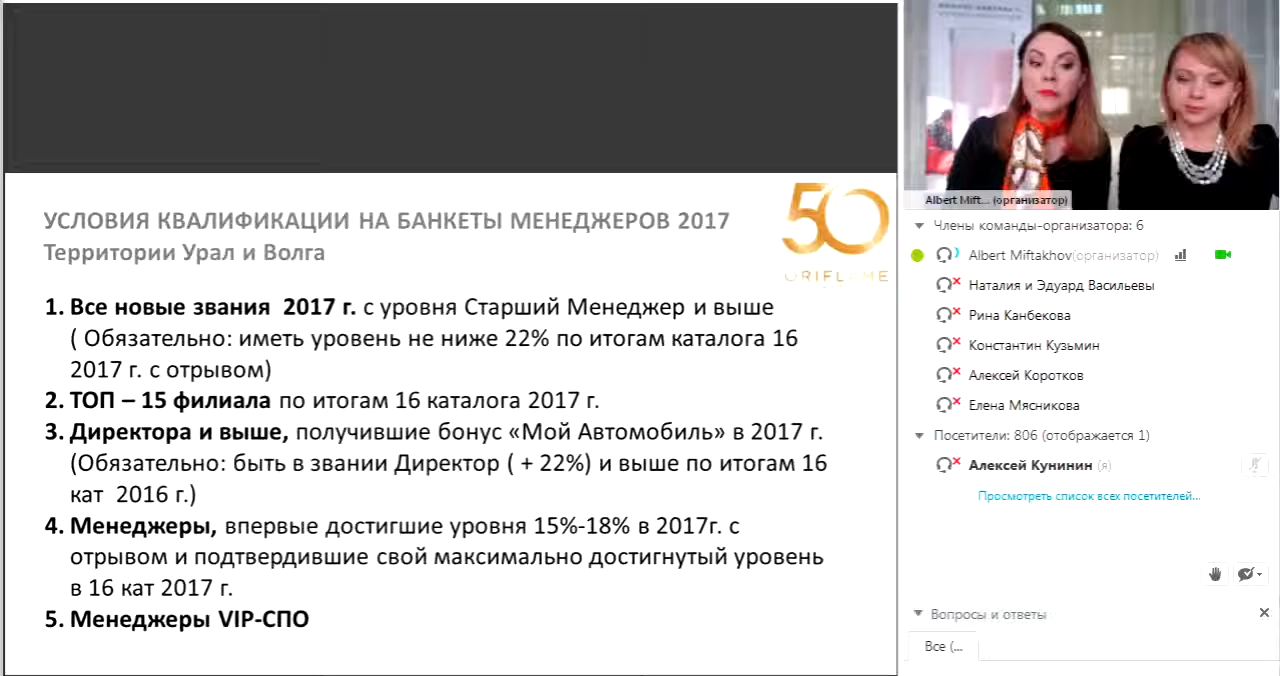 УСЛОВИЯ КВАЛИФИКАЦИИ НА БАНКЕТЫ МЕНЕДЖЕРОВ 2017
Территории Урал и Волга
50
ORIFLAME
1. Все новые звания 2017 г. с уровня Старший Менеджер и выше
( Обязательно: иметь уровень не ниже 22% по итогам каталога 16
2017 г. с отрывом)
2. ТОП – 15 филиала по итогам 16 каталога 2017 г.
3. Директора и выше, получившие бонус «Мой Автомобиль» в 2017 г.
(Обязательно: быть в звании Директор ( + 22%) и выше по итогам 16
кат 2016 г.)
4. Менеджеры, впервые достигшие уровня 15%-18% в 2017г. с
отрывом и подтвердившие свой максимально достигнутый уровень
в 16 кат 2017 г.
5. Менеджеры VIP-СПО
Albert Mift... (организатор)
Члены команды-организатора: 6
Albert Miftakhov(организатор)
Наталия и Эдуард Васильевы
Рина Канбекова
Константин Кузьмин
Алексей Коротков
Елена Мясникова
Посетители: 806 (отображается 1)
Алексей Кунинин (я)
Просмотреть список всех посетителей...
Вопросы и ответы
Все (...